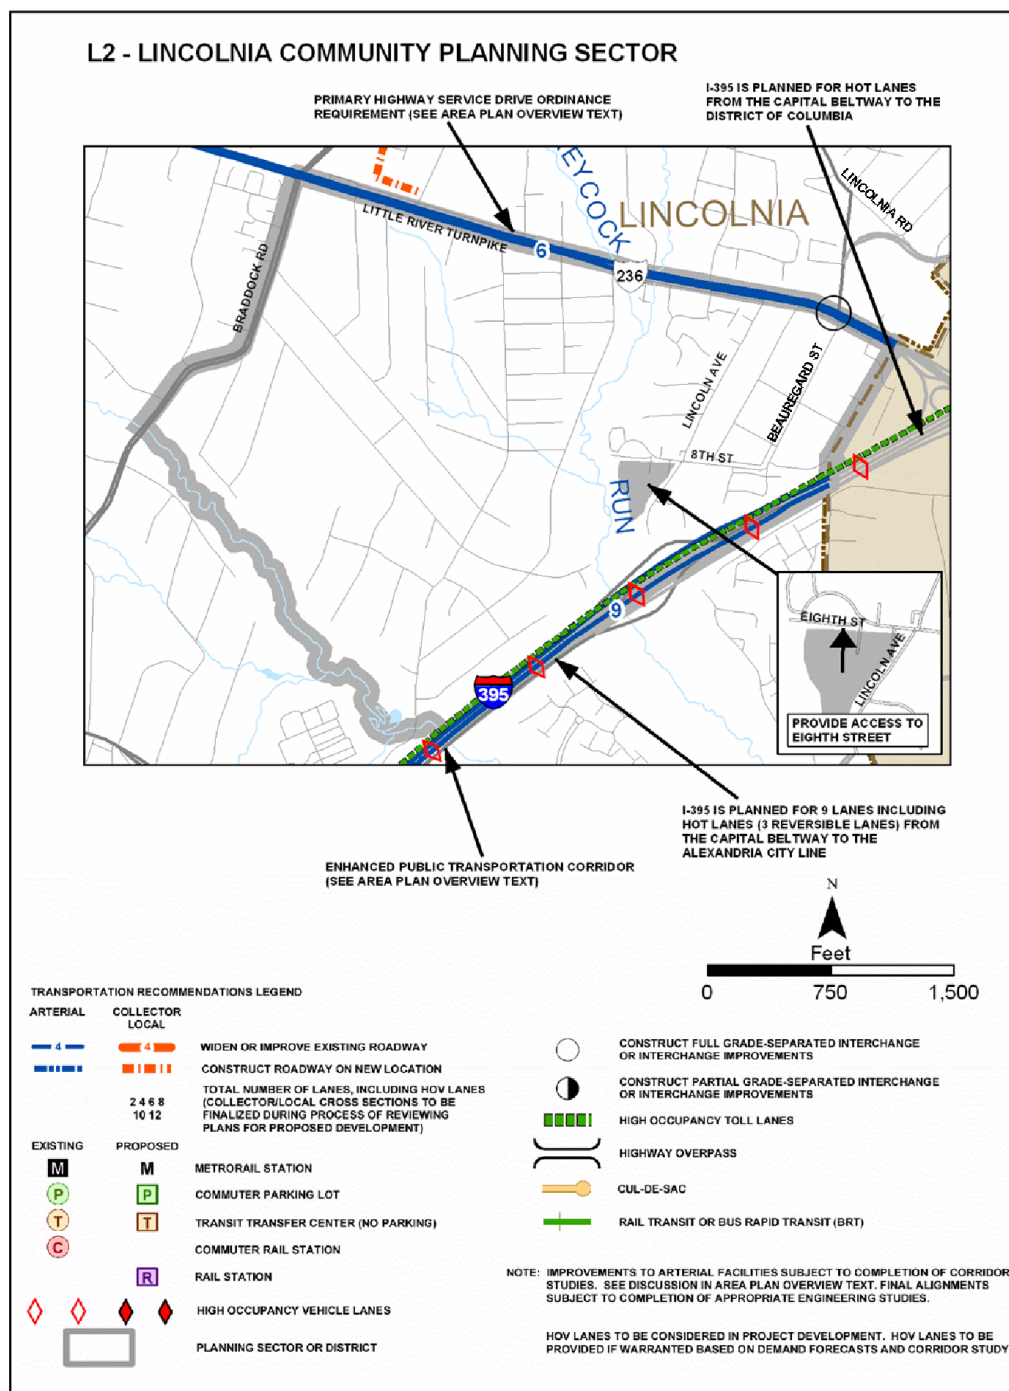 L2 - LINCOLNIA COMMUNITY PLANNING SECTOR
I-395 IS PLANNED FOR HOT LANES
FROM THE CAPITAL BELTWAY TO THE
DISTRICT OF COLUMBIA
PRIMARY HIGHWAY SERVICE DRIVE ORDINANCE
REQUIREMENT (SEE AREA PLAN OVERVIEW TEXT)
EYCOCK
LINCOLNIA
LINCOLNIA RD
LITTLE RIVER TURNPIKE
6
236
BRADDOCK RD
LINCOLN AVE
BEAUREGARD ST
8TH ST
RUN
9
395
EIGHTH ST
LINCOLN AVE
PROVIDE ACCESS TO
EIGHTH STREET
I-395 IS PLANNED FOR 9 LANES INCLUDING
HOT LANES (3 REVERSIBLE LANES) FROM
THE CAPITAL BELTWAY TO THE
ALEXANDRIA CITY LINE
ENHANCED PUBLIC TRANSPORTATION CORRIDOR
(SEE AREA PLAN OVERVIEW TEXT)
N
Feet
0 750 1,500
TRANSPORTATION RECOMMENDATIONS LEGEND
ARTERIAL COLLECTOR
LOCAL
4 4 WIDEN OR IMPROVE EXISTING ROADWAY
CONSTRUCT ROADWAY ON NEW LOCATION
TOTAL NUMBER OF LANES, INCLUDING HOV LANES
2 4 6 8 (COLLECTOR/LOCAL CROSS SECTIONS TO BE
10 12 FINALIZED DURING PROCESS OF REVIEWING
PLANS FOR PROPOSED DEVELOPMENT)
EXISTING PROPOSED
M M METRORAIL STATION
P P COMMUTER PARKING LOT
T T TRANSIT TRANSFER CENTER (NO PARKING)
C COMMUTER RAIL STATION
R RAIL STATION
HIGH OCCUPANCY VEHICLE LANES
PLANNING SECTOR OR DISTRICT
CONSTRUCT FULL GRADE-SEPARATED INTERCHANGE
OR INTERCHANGE IMPROVEMENTS
CONSTRUCT PARTIAL GRADE-SEPARATED INTERCHANGE
OR INTERCHANGE IMPROVEMENTS
HIGH OCCUPANCY TOLL LANES
HIGHWAY OVERPASS
CUL-DE-SAC
RAIL TRANSIT OR BUS RAPID TRANSIT (BRT)
NOTE: IMPROVEMENTS TO ARTERIAL FACILITIES SUBJECT TO COMPLETION OF CORRIDOR
STUDIES. SEE DISCUSSION IN AREA PLAN OVERVIEW TEXT. FINAL ALIGNMENTS
SUBJECT TO COMPLETION OF APPROPRIATE ENGINEERING STUDIES.
HOV LANES TO BE CONSIDERED IN PROJECT DEVELOPMENT. HOV LANES TO BE
PROVIDED IF WARRANTED BASED ON DEMAND FORECASTS AND CORRIDOR STUDY